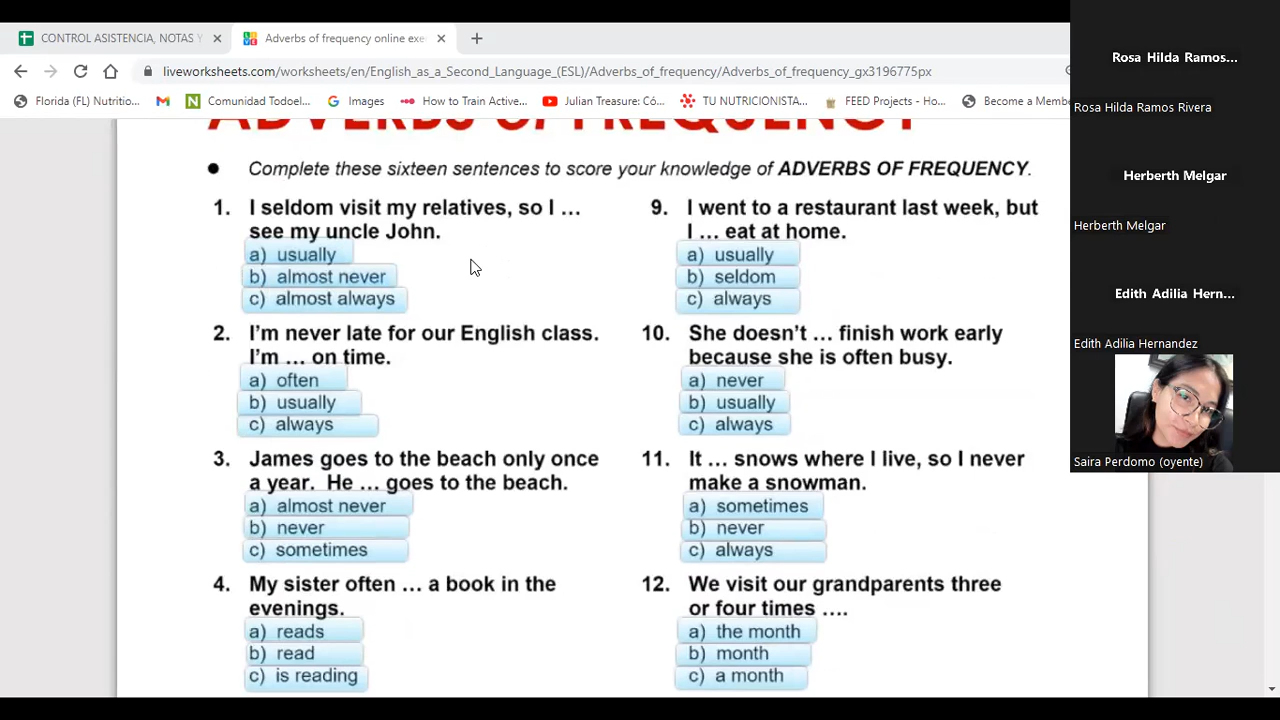 CONTROL ASISTENCIA, NOTAS Y
Adverbs of frequency online exe
liveworksheets.com/worksheets/en/English_as_a_Second_Language_(ESL)/Adverbs_of_frequency/Adverbs_of_frequency_gx3196775px
Florida (FL) Nutritio...
Comunidad Todoel...
Images
How to Train Active...
Julian Treasure: Có...
TU NUTRICIONISTA...
FEED Projects - Ho...
Become a Membe
ADVERBS OF FREQUENCY
Complete these sixteen sentences to score your knowledge of ADVERBS OF FREQUENCY.
1. I seldom visit my relatives, so I …
see my uncle John.
a) usually
b) almost never
c) almost always
2. I'm never late for our English class.
I'm … on time.
a) often
b) usually
c) always
3. James goes to the beach only once
a year. He … goes to the beach.
a) almost never
b) never
c) sometimes
4. My sister often … a book in the
evenings.
a) reads
b) read
c) is reading
9. I went to a restaurant last week, but
I … eat at home.
a) usually
b) seldom
c) always
10. She doesn't … finish work early
because she is often busy.
a) never
b) usually
c) always
11. It … snows where I live, so I never
make a snowman.
a) sometimes
b) never
c) always
12. We visit our grandparents three
or four times ….
a) the month
b) month
c) a month
Rosa Hilda Ramos...
Rosa Hilda Ramos Rivera
Herberth Melgar
Herberth Melgar
Edith Adilia Hern...
Edith Adilia Hernandez
Saira Perdomo (oyente)